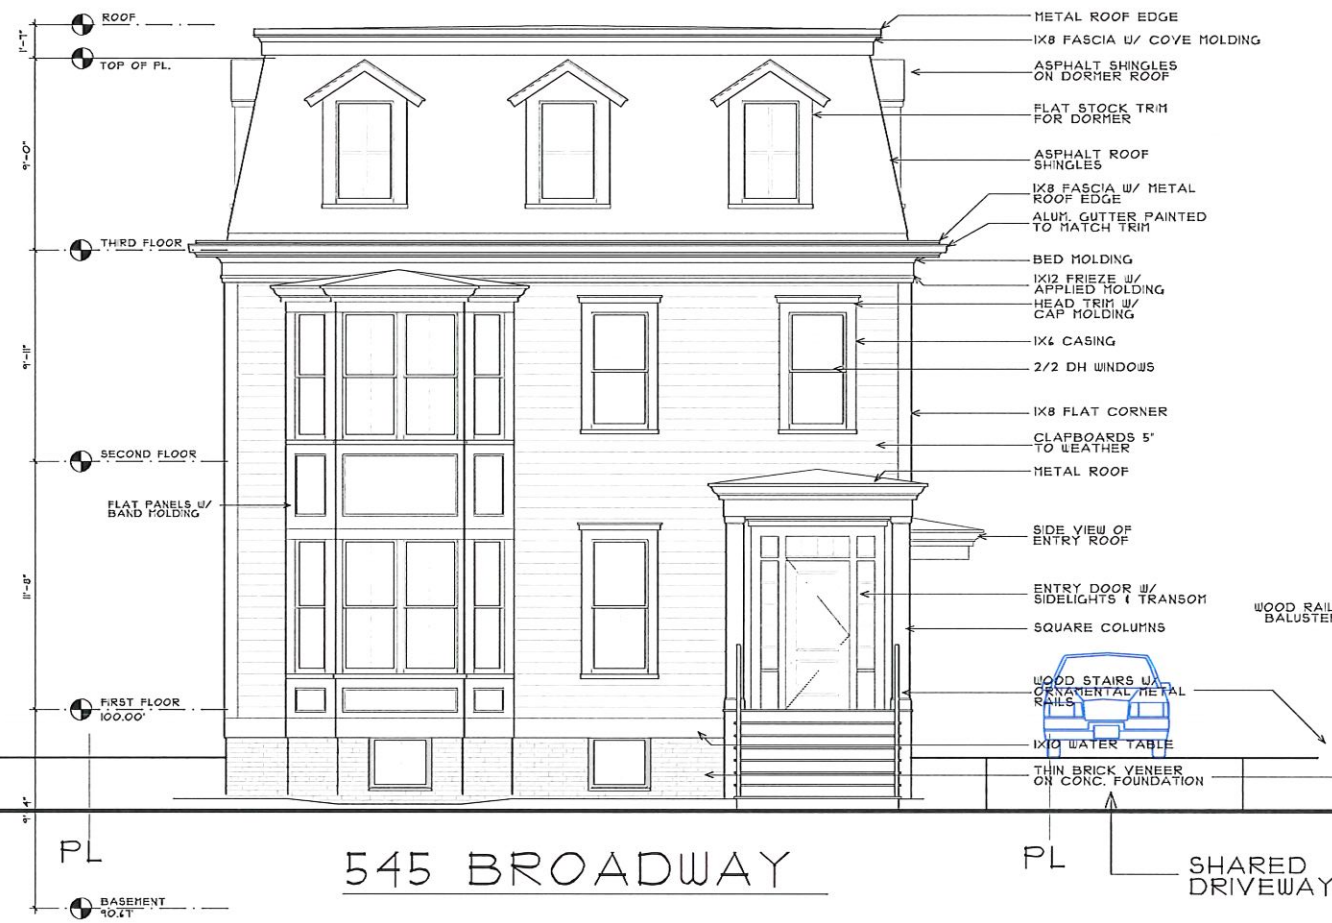 ROOF
1'-7"
TOP OF PL.
9'-0"
THIRD FLOOR
9'-11"
SECOND FLOOR
FLAT PANELS W/
BAND MOLDING
11'-8"
FIRST FLOOR
100.00'
9'-4"
BASEMENT
90.67'
METAL ROOF EDGE
1X8 FASCIA W/ COVE MOLDING
ASPHALT SHINGLES
ON DORMER ROOF
FLAT STOCK TRIM
FOR DORMER
ASPHALT ROOF
SHINGLES
1X8 FASCIA W/ METAL
ROOF EDGE
ALUM. GUTTER PAINTED
TO MATCH TRIM
BED MOLDING
1X12 FRIEZE W/
APPLIED MOLDING
HEAD TRIM W/
CAP MOLDING
1X6 CASING
2/2 DH WINDOWS
1X8 FLAT CORNER
CLAPBOARDS 5"
TO WEATHER
METAL ROOF
SIDE VIEW OF
ENTRY ROOF
ENTRY DOOR W/
SIDELIGHTS & TRANSOM
SQUARE COLUMNS
WOOD STAIRS W/
ORNAMENTAL METAL
RAILS
1X10 WATER TABLE
THIN BRICK VENEER
ON CONC. FOUNDATION
WOOD RAIL
BALUSTE
PL
545 BROADWAY
PL
SHARED
DRIVEWAY